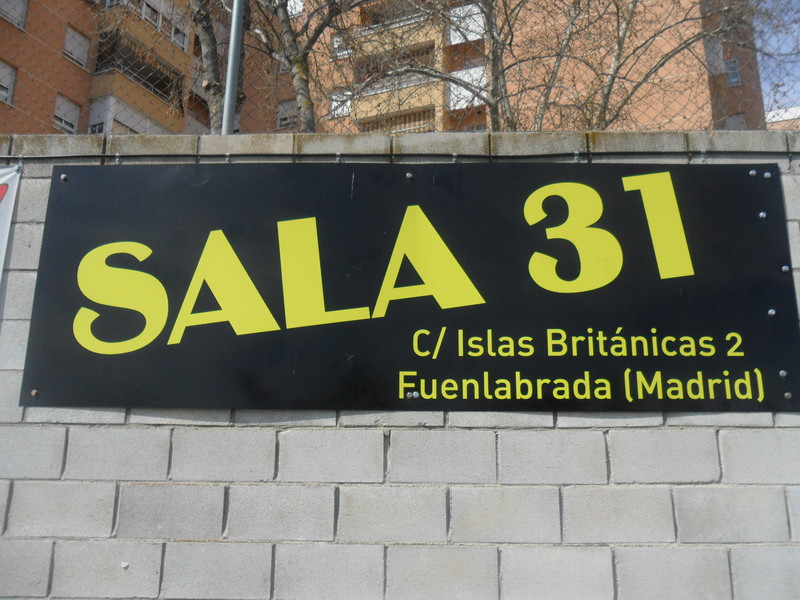 SALA 31
C/ Islas Británicas 2
Fuenlabrada (Madrid)